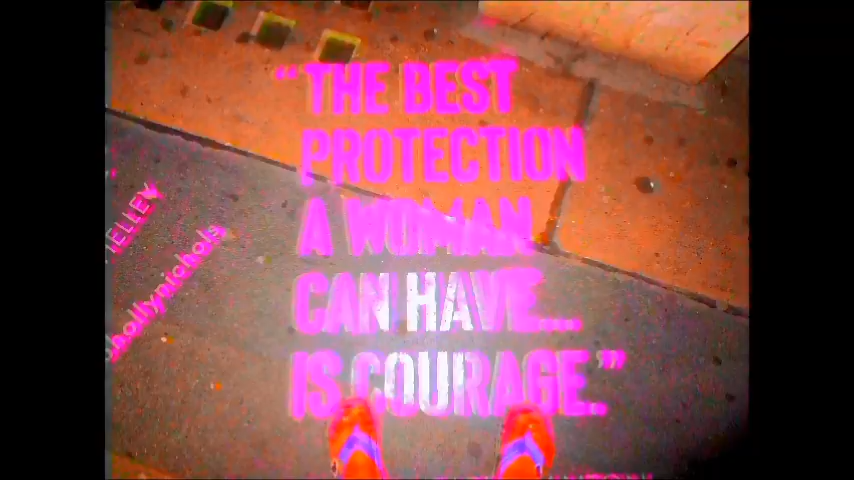 “THE BEST
PROTECTION
A WOMAN
CAN HAVE....
IS COURAGE.”
@hollynichols